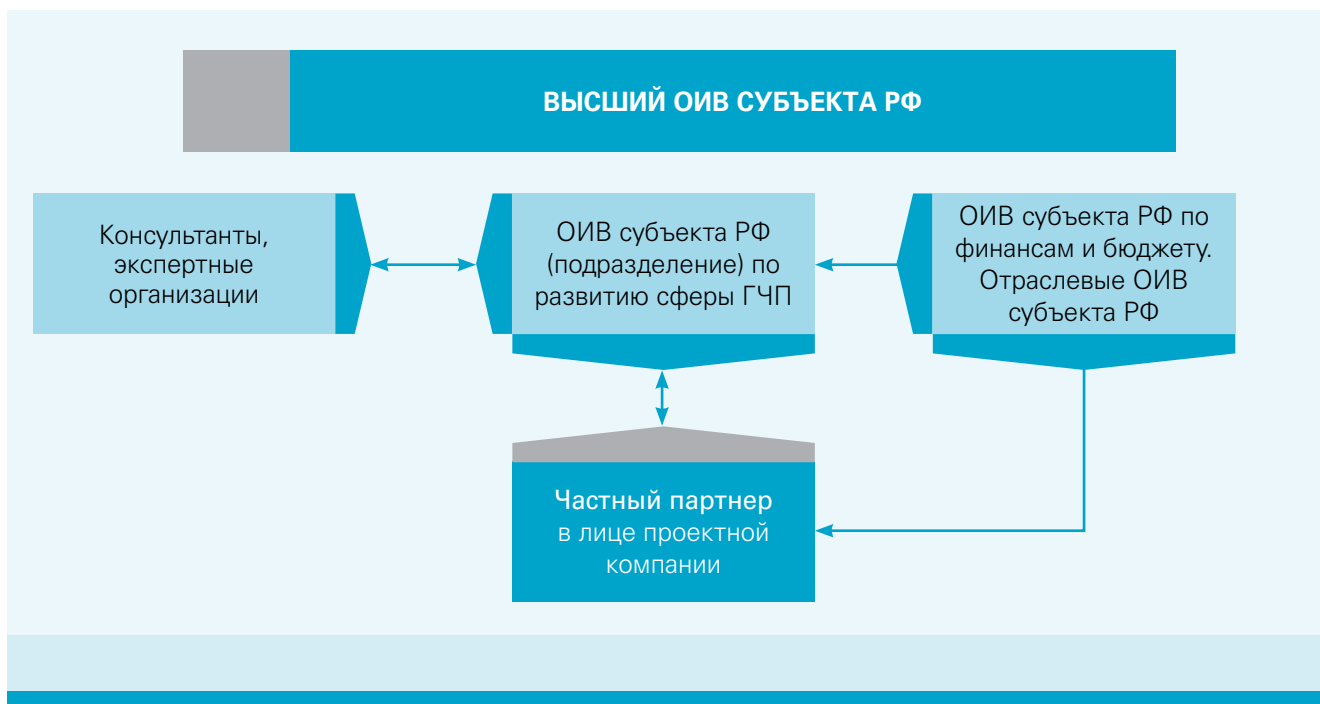 ВЫСШИЙ ОИВ СУБЪЕКТА РФ
Консультанты,
экспертные
организации
ОИВ субъекта РФ
(подразделение) по
развитию сферы ГЧП
ОИВ субъекта РФ по
финансам и бюджету.
Отраслевые ОИВ
субъекта РФ
Частный партнер
в лице проектной
компании